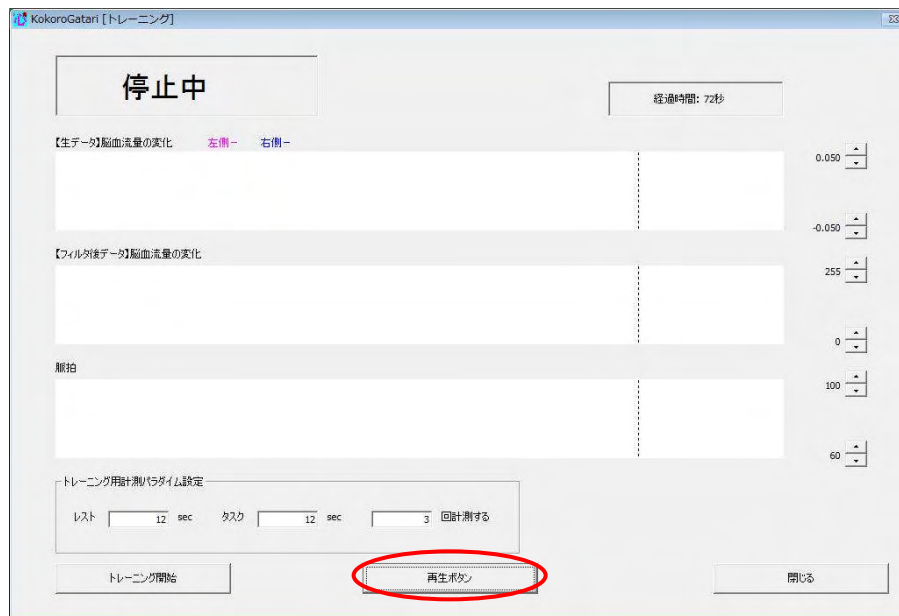 KokoroGatari [トレーニング]
停止中
経過時間: 72秒
【生データ】脳血流量の変化 左側－ 右側－
0.050
-0.050
【フィルタ後データ】脳血流量の変化
255
0
脈拍
100
60
トレーニング用計測パラダイム設定
レスト 12 sec タスク 12 sec 3 回計測する
トレーニング開始 再生ボタン 閉じる